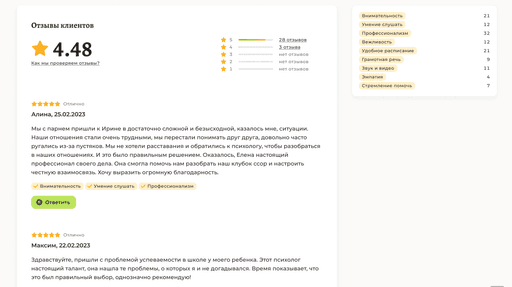 Отзывы клиентов
4.48
Как мы проверяем отзывы?
5 28 отзывов
4 3 отзыва
3 нет отзывов
2 нет отзывов
1 нет отзывов
Отлично
Алина, 25.02.2023
Мы с парнем пришли к Ирине в достаточно сложной и безысходной, казалось мне, ситуации.
Наши отношения стали очень трудными, мы перестали понимать друг друга, довольно часто
ругались из-за пустяков. Мы не хотели расставания и обратились к психологу, чтобы разобраться
в наших отношениях. И это было правильным решением. Оказалось, Елена настоящий
профессионал своего дела. Она смогла помочь нам разобрать наш клубок ссор и настроить
честную взаимосвязь. Хочу выразить огромную благодарность.
Внимательность Умение слушать Профессионализм
Ответить
Отлично
Максим, 22.02.2023
Здравствуйте, пришли с проблемой успеваемости в школе у моего ребенка. Этот психолог
настоящий талант, она нашла те проблемы, о которых я и не догадывался. Время показывает, что
это был правильный выбор, однозначно рекомендую!
Внимательность 21
Умение слушать 12
Профессионализм 32
Вежливость 12
Удобное расписание 21
Грамотная речь 9
Звук и видео 11
Эмпатия 4
Стремление помочь 7